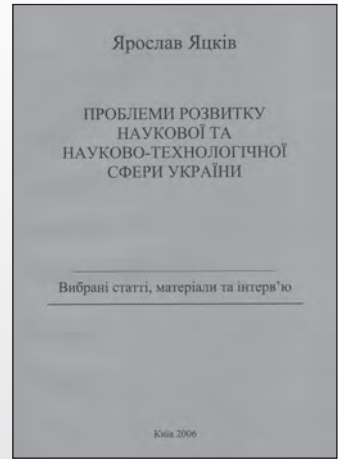 Ярослав Яцків
ПРОБЛЕМИ РОЗВИТКУ
НАУКОВОЇ ТА
НАУКОВО-ТЕХНОЛОГІЧНОЇ
СФЕРИ УКРАЇНИ
Вибрані статті, матеріали та інтерв’ю
Київ 2006